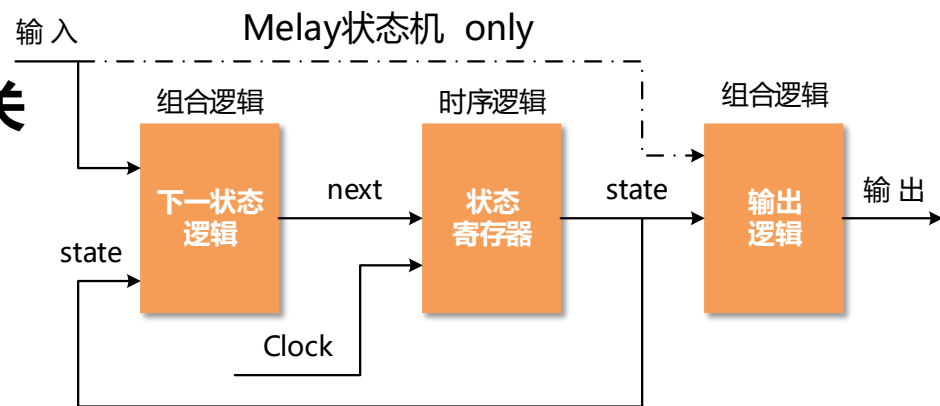 输入
Melay状态机 only
关
组合逻辑
时序逻辑
组合逻辑
下一状态
逻辑
next
状态
寄存器
state
输出
逻辑
输出
state
Clock